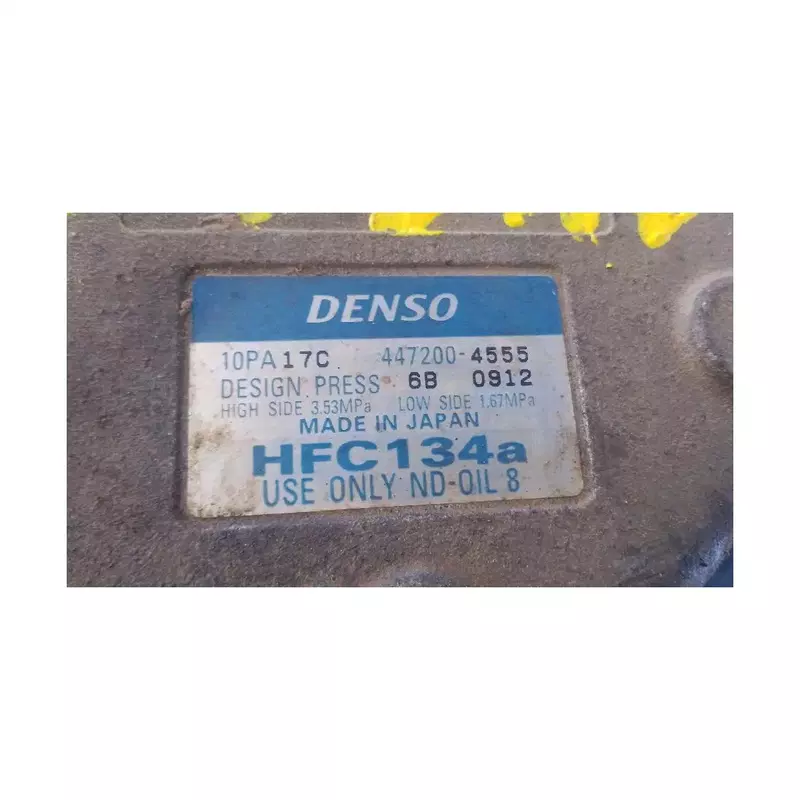 DENSO
10PA17C 447200-4555
DESIGN PRESS 6B 0912
HIGH SIDE 3.53MPa LOW SIDE 1.67MPa
MADE IN JAPAN
HFC134a
USE ONLY ND-OIL 8